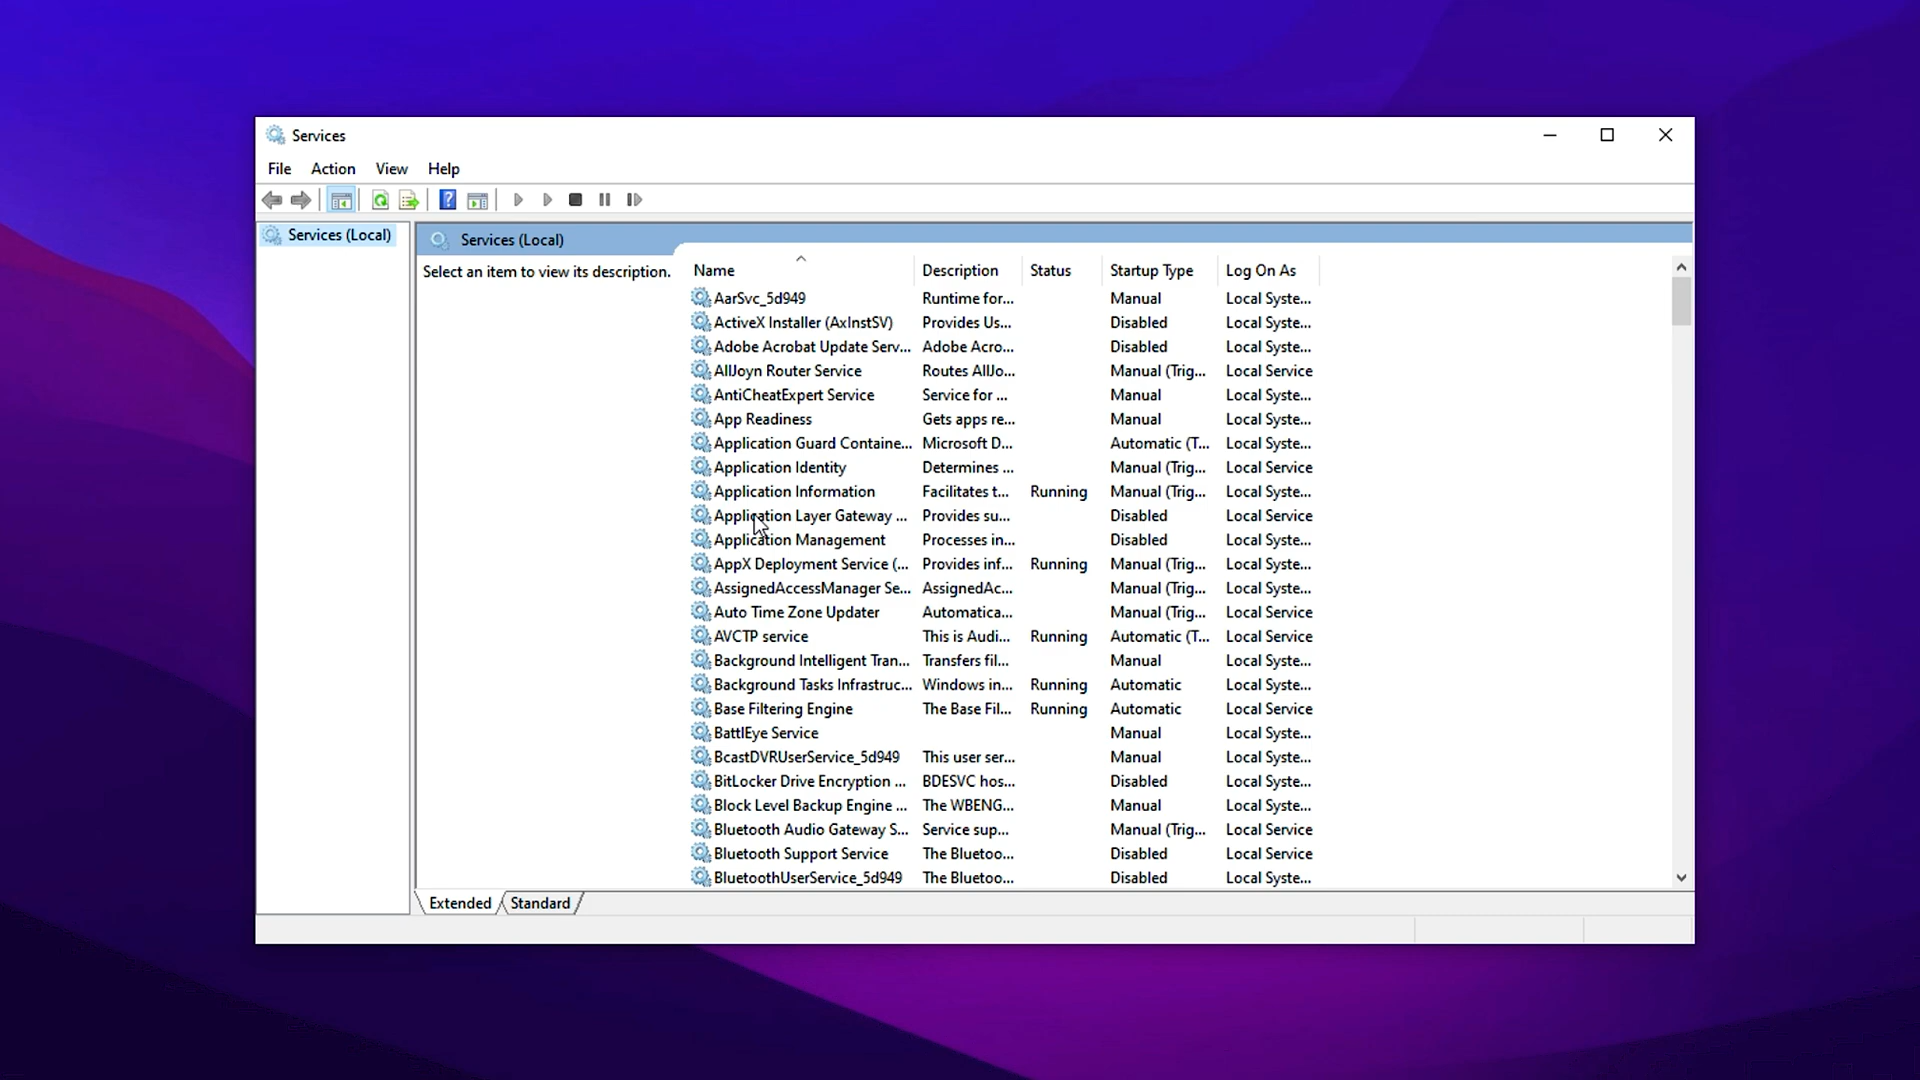 Services
File Action View Help
Services (Local)
Services (Local)
Select an item to view its description.
Name Description Status Startup Type Log On As
AarSvc_5d949 Runtime for... Manual Local Syste...
ActiveX Installer (AxInstSV) Provides Us... Disabled Local Syste...
Adobe Acrobat Update Serv... Adobe Acro... Disabled Local Syste...
AllJoyn Router Service Routes AllJo... Manual (Trig... Local Service
AntiCheatExpert Service Service for ... Manual Local Syste...
App Readiness Gets apps re... Manual Local Syste...
Application Guard Containe... Microsoft D... Automatic (T... Local Syste...
Application Identity Determines ... Manual (Trig... Local Service
Application Information Facilitates t... Running Manual (Trig... Local Syste...
Application Layer Gateway ... Provides su... Disabled Local Service
Application Management Processes in... Disabled Local Syste...
AppX Deployment Service (... Provides inf... Running Manual (Trig... Local Syste...
AssignedAccessManager Se... AssignedAc... Manual (Trig... Local Syste...
Auto Time Zone Updater Automatica... Manual (Trig... Local Service
AVCTP service This is Audi... Running Automatic (T... Local Service
Background Intelligent Tran... Transfers fil... Manual Local Syste...
Background Tasks Infrastruc... Windows in... Running Automatic Local Syste...
Base Filtering Engine The Base Fil... Running Automatic Local Service
BattlEye Service Manual Local Syste...
BcastDVRUserService_5d949 This user ser... Manual Local Syste...
BitLocker Drive Encryption ... BDESVC hos... Disabled Local Syste...
Block Level Backup Engine ... The WBENG... Manual Local Syste...
Bluetooth Audio Gateway S... Service sup... Manual (Trig... Local Service
Bluetooth Support Service The Bluetoo... Disabled Local Service
BluetoothUserService_5d949 The Bluetoo... Disabled Local Syste...
Extended Standard